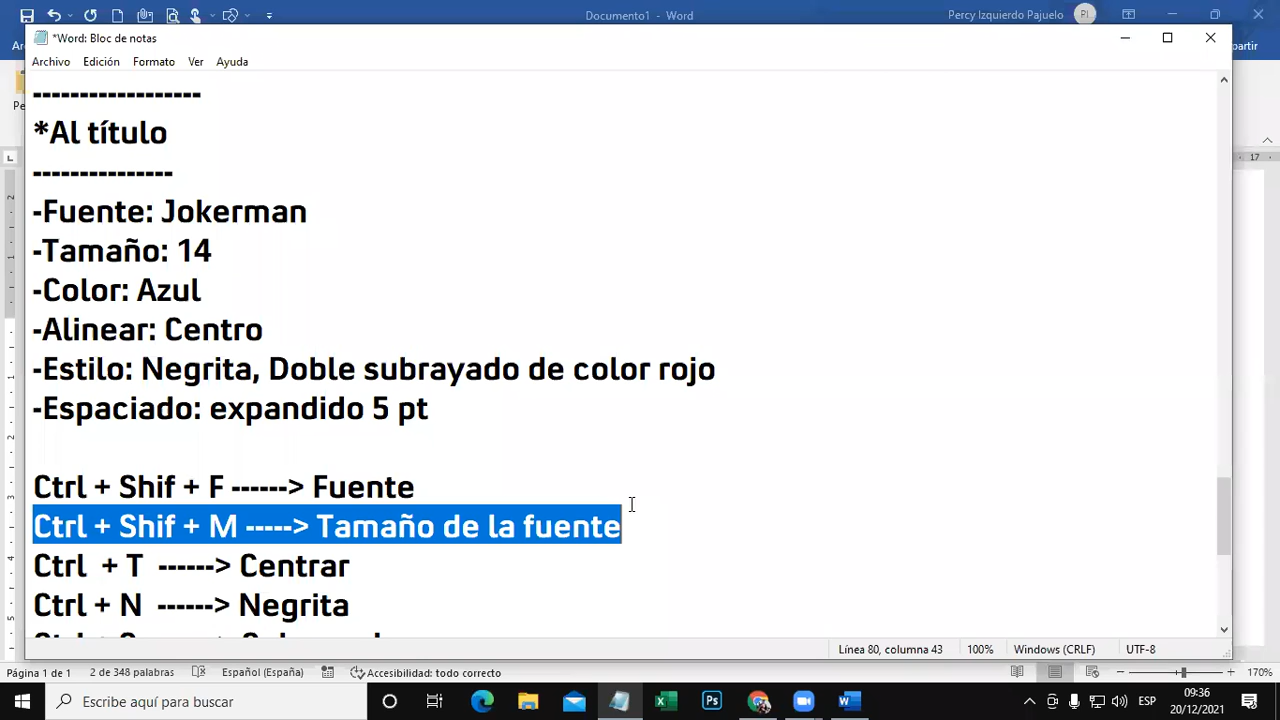 Documento1 - Word
Percy Izquierdo Pajuelo
PL
*Word: Bloc de notas
Archivo Edición Formato Ver Ayuda
------------------
*Al título
---------------
-Fuente: Jokerman
-Tamaño: 14
-Color: Azul
-Alinear: Centro
-Estilo: Negrita, Doble subrayado de color rojo
-Espaciado: expandido 5 pt
Ctrl + Shif + F ------> Fuente
Ctrl + Shif + M -----> Tamaño de la fuente
Ctrl  + T  ------> Centrar
Ctrl + N  ------> Negrita
Línea 80, columna 43 100% Windows (CRLF) UTF-8
Página 1 de 1 2 de 348 palabras Español (España) Accesibilidad: todo correcto 170%
Escribe aquí para buscar
ESP
09:36
20/12/2021